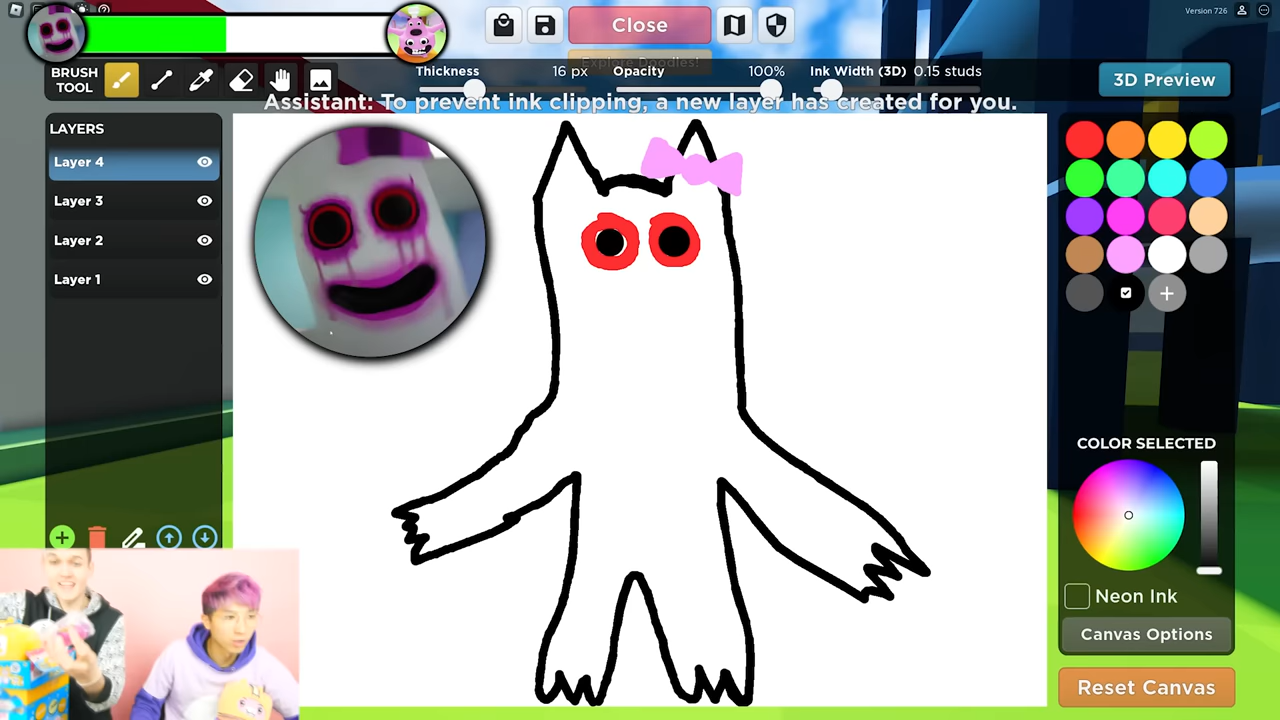 Version 726
Close
Explore Doodles!
BRUSH TOOL
Thickness 16 px
Opacity 100%
Ink Width (3D) 0.15 studs
3D Preview
Assistant: To prevent ink clipping, a new layer has created for you.
LAYERS
Layer 4
Layer 3
Layer 2
Layer 1
COLOR SELECTED
Neon Ink
Canvas Options
Reset Canvas